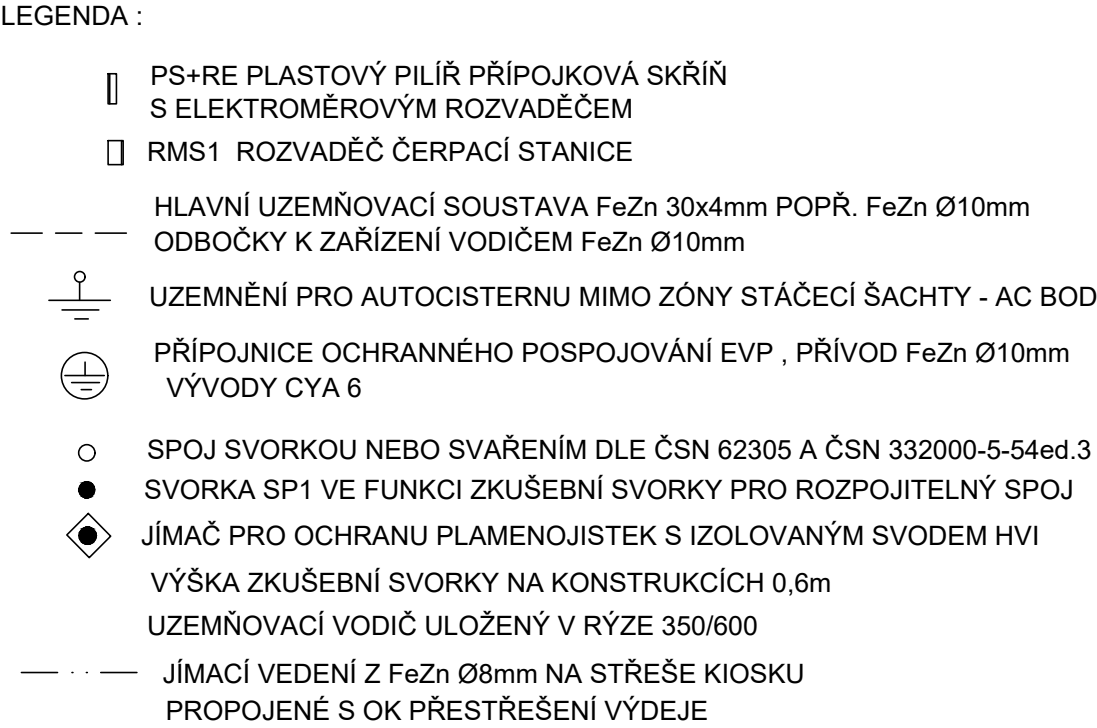 LEGENDA :
PS+RE PLASTOVÝ PILÍŘ PŘÍPOJKOVÁ SKŘÍŇ
S ELEKTROMĚROVÝM ROZVADĚČEM
RMS1 ROZVADĚČ ČERPACÍ STANICE
HLAVNÍ UZEMŇOVACÍ SOUSTAVA FeZn 30x4mm POPŘ. FeZn Ø10mm
ODBOČKY K ZAŘÍZENÍ VODIČEM FeZn Ø10mm
UZEMNĚNÍ PRO AUTOCISTERNU MIMO ZÓNY STÁČECÍ ŠACHTY - AC BOD
PŘÍPOJNICE OCHRANNÉHO POSPOJOVÁNÍ EVP , PŘÍVOD FeZn Ø10mm
VÝVODY CYA 6
SPOJ SVORKOU NEBO SVAŘENÍM DLE ČSN 62305 A ČSN 332000-5-54ed.3
SVORKA SP1 VE FUNKCI ZKUŠEBNÍ SVORKY PRO ROZPOJITELNÝ SPOJ
JÍMAČ PRO OCHRANU PLAMENOJISTEK S IZOLOVANÝM SVODEM HVI
VÝŠKA ZKUŠEBNÍ SVORKY NA KONSTRUKCÍCH 0,6m
UZEMŇOVACÍ VODIČ ULOŽENÝ V RÝZE 350/600
JÍMACÍ VEDENÍ Z FeZn Ø8mm NA STŘEŠE KIOSKU
PROPOJENÉ S OK PŘESTŘEŠENÍ VÝDEJE